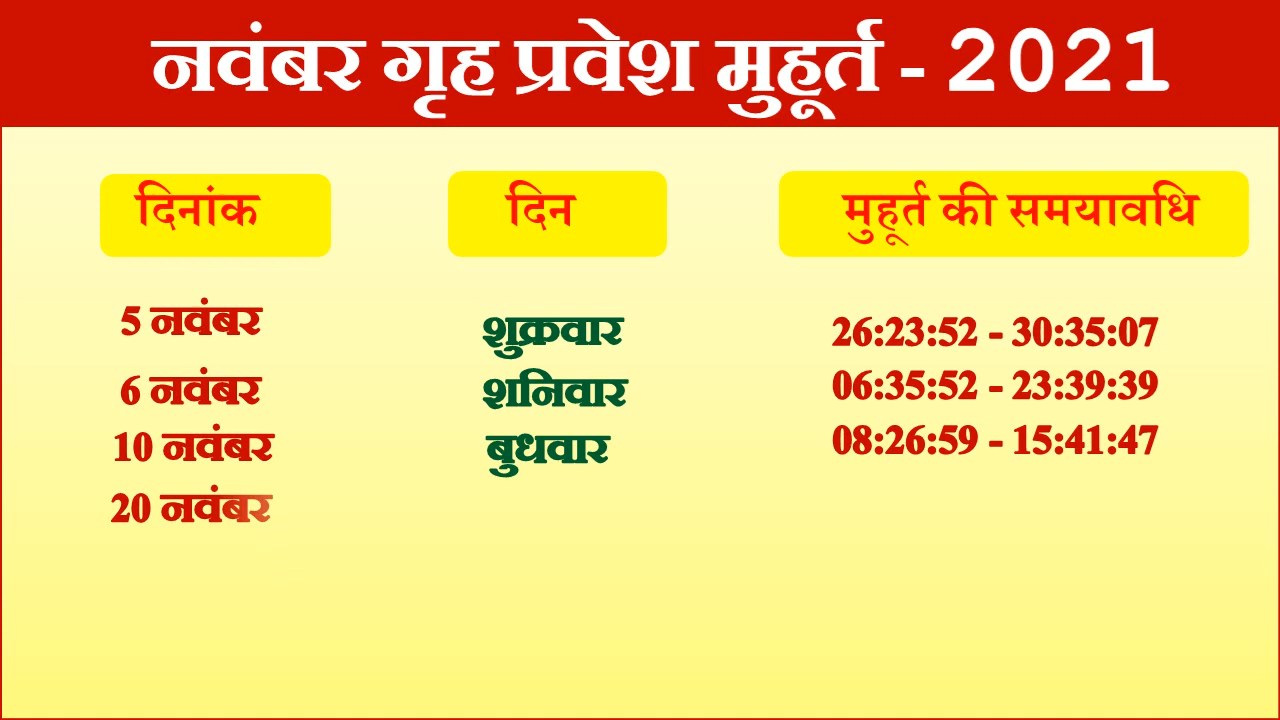 नवंबर गृह प्रवेश मुहूर्त - 2021
दिनांक दिन मुहूर्त की समयावधि
5 नवंबर शुक्रवार 26:23:52 - 30:35:07
6 नवंबर शनिवार 06:35:52 - 23:39:39
10 नवंबर बुधवार 08:26:59 - 15:41:47
20 नवंबर